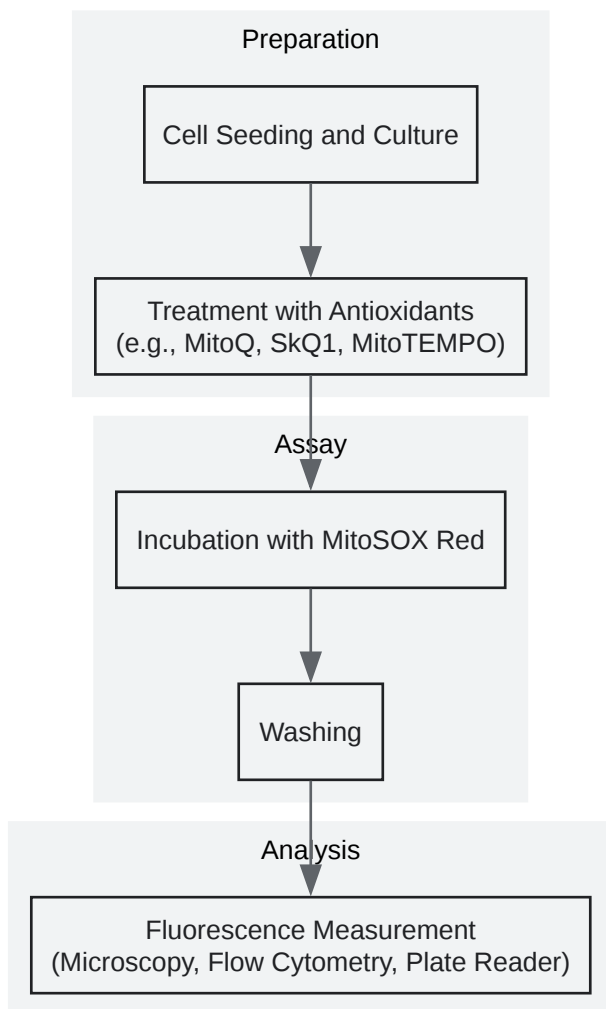 Preparation
Cell Seeding and Culture
Treatment with Antioxidants
(e.g., MitoQ, SkQ1, MitoTEMPO)
Assay
Incubation with MitoSOX Red
Washing
Analysis
Fluorescence Measurement
(Microscopy, Flow Cytometry, Plate Reader)